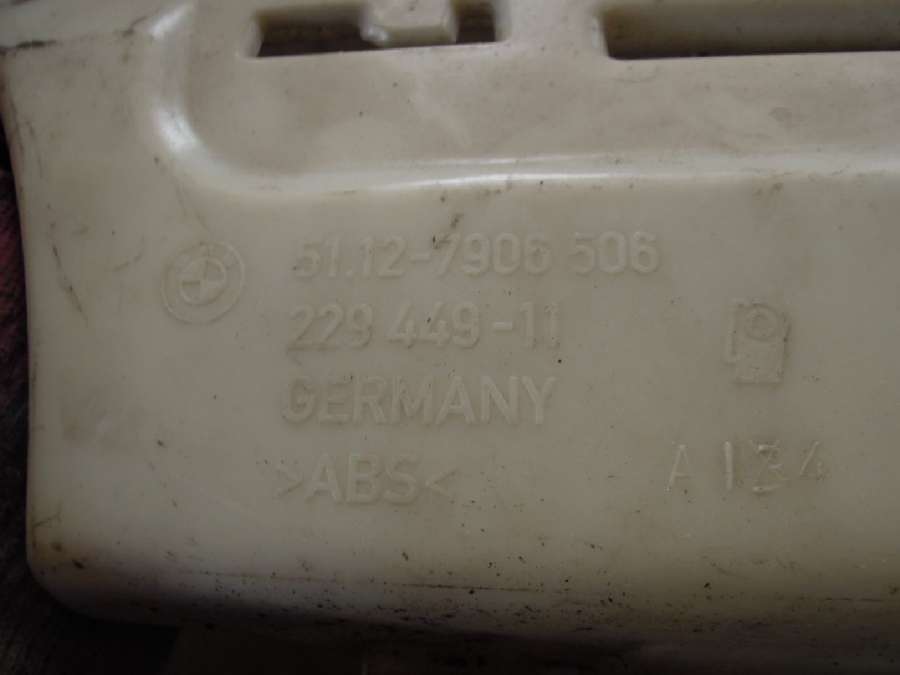 51.12-7906 506
229 449-11
GERMANY
>ABS<
A 134